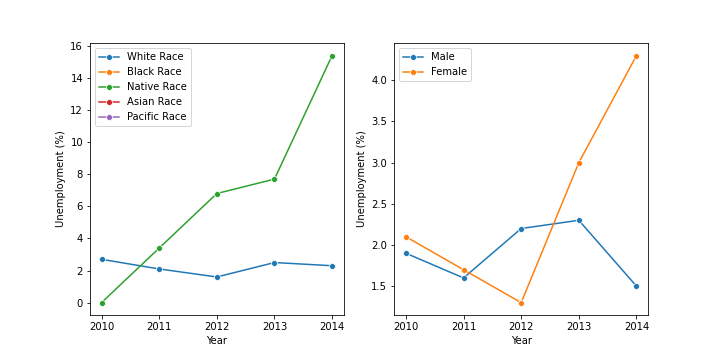 White Race
Black Race
Native Race
Asian Race
Pacific Race
Unemployment (%)
16
14
12
10
8
6
4
2
0
2010 2011 2012 2013 2014
Year
Male
Female
Unemployment (%)
4.0
3.5
3.0
2.5
2.0
1.5
2010 2011 2012 2013 2014
Year